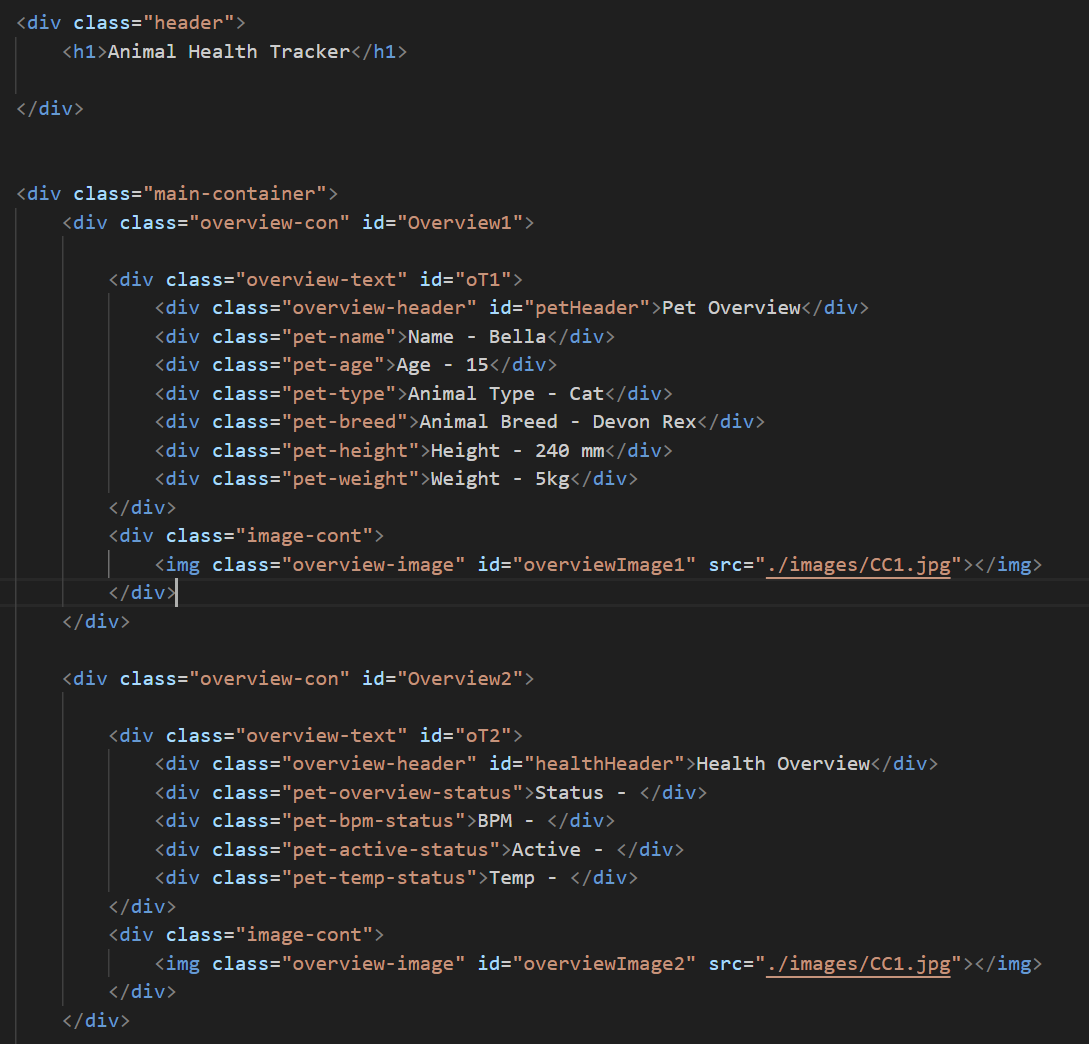 <div class="header">
<h1>Animal Health Tracker</h1>
</div>
<div class="main-container">
<div class="overview-con" id="Overview1">
<div class="overview-text" id="oT1">
<div class="overview-header" id="petHeader">Pet Overview</div>
<div class="pet-name">Name - Bella</div>
<div class="pet-age">Age - 15</div>
<div class="pet-type">Animal Type - Cat</div>
<div class="pet-breed">Animal Breed - Devon Rex</div>
<div class="pet-height">Height - 240 mm</div>
<div class="pet-weight">Weight - 5kg</div>
</div>
<div class="image-cont">
<img class="overview-image" id="overviewImage1" src="./images/CC1.jpg"></img>
</div>
</div>
<div class="overview-con" id="Overview2">
<div class="overview-text" id="oT2">
<div class="overview-header" id="healthHeader">Health Overview</div>
<div class="pet-overview-status">Status - </div>
<div class="pet-bpm-status">BPM - </div>
<div class="pet-active-status">Active - </div>
<div class="pet-temp-status">Temp - </div>
</div>
<div class="image-cont">
<img class="overview-image" id="overviewImage2" src="./images/CC1.jpg"></img>
</div>
</div>